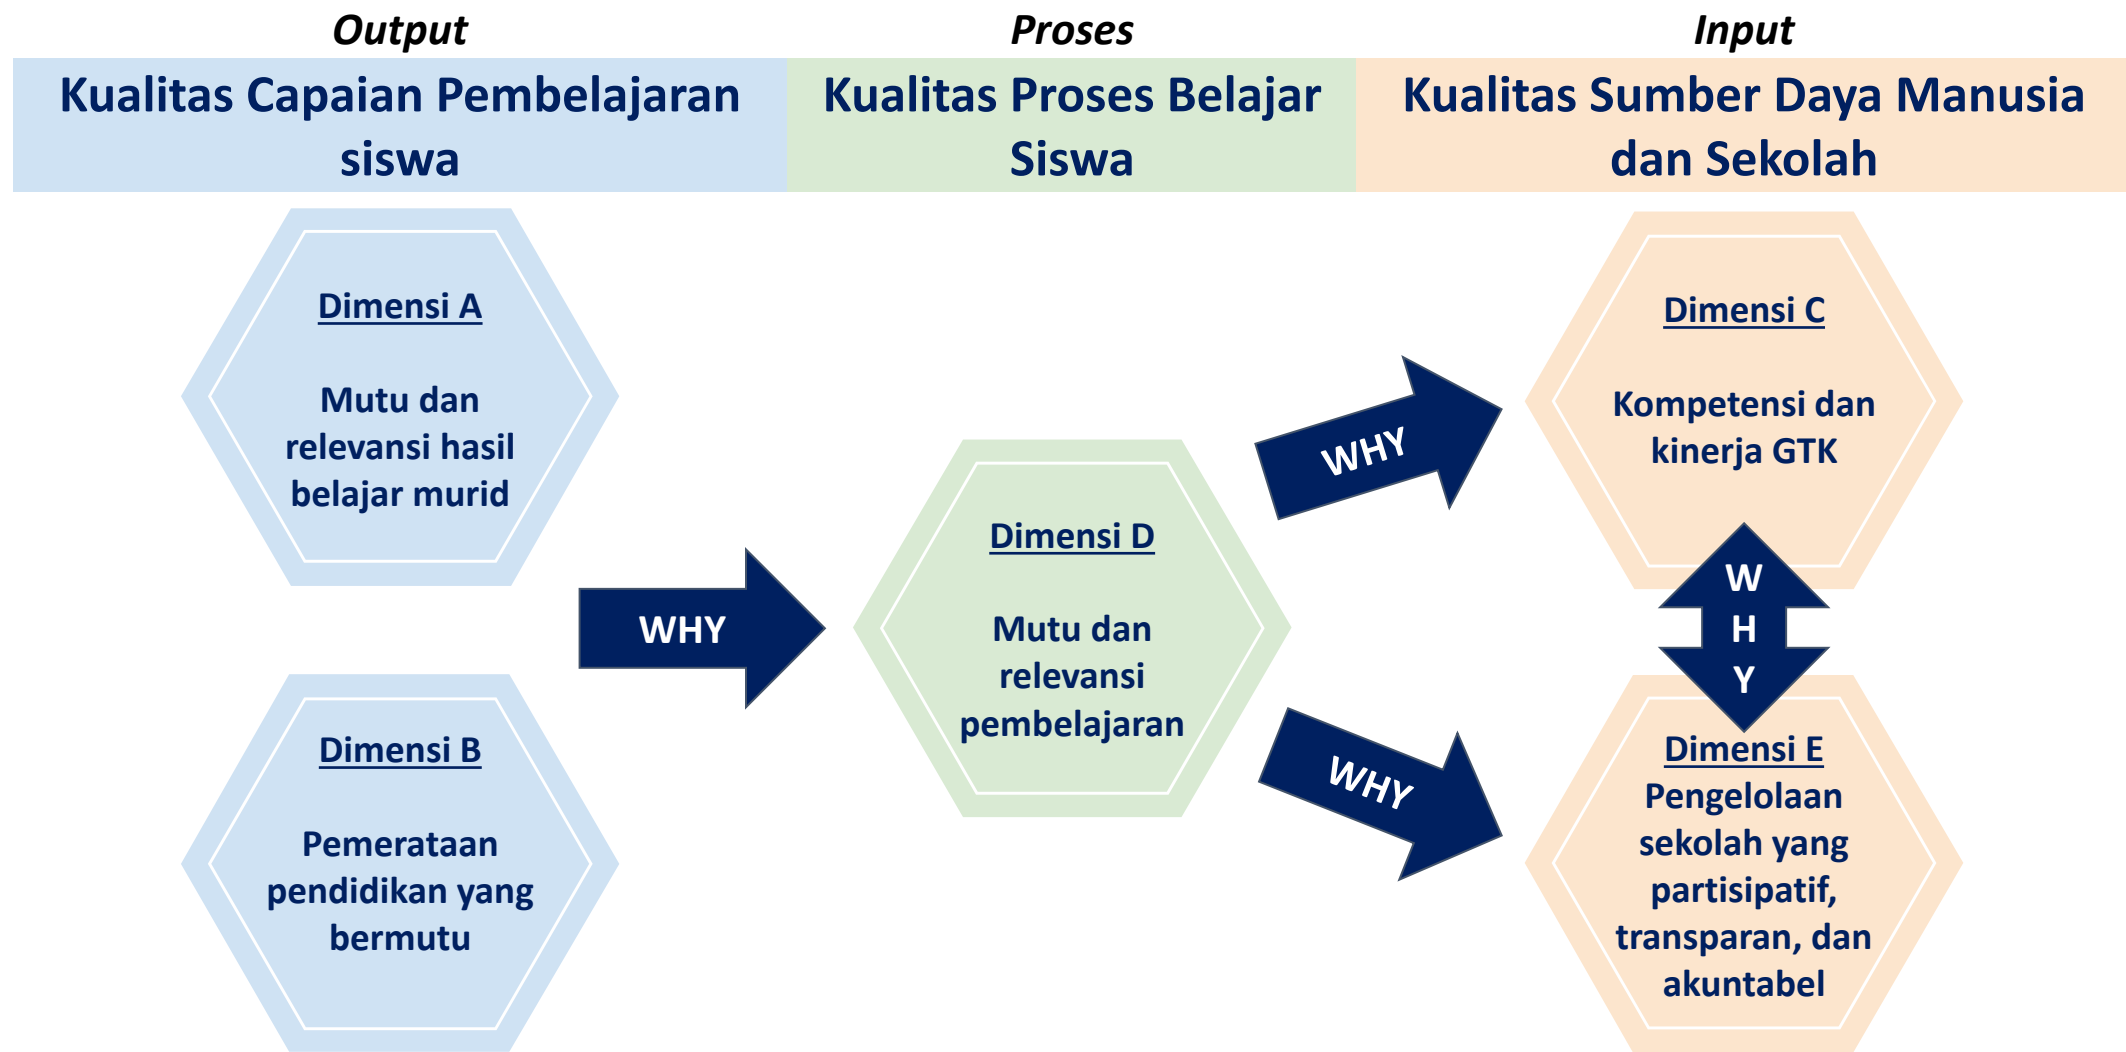 Output
Proses
Input
Kualitas Capaian Pembelajaran
siswa
Kualitas Proses Belajar
Siswa
Kualitas Sumber Daya Manusia
dan Sekolah
Dimensi A
Mutu dan
relevansi hasil
belajar murid
Dimensi B
Pemerataan
pendidikan yang
bermutu
WHY
Dimensi D
Mutu dan
relevansi
pembelajaran
WHY
WHY
Dimensi C
Kompetensi dan
kinerja GTK
W
H
Y
Dimensi E
Pengelolaan
sekolah yang
partisipatif,
transparan, dan
akuntabel